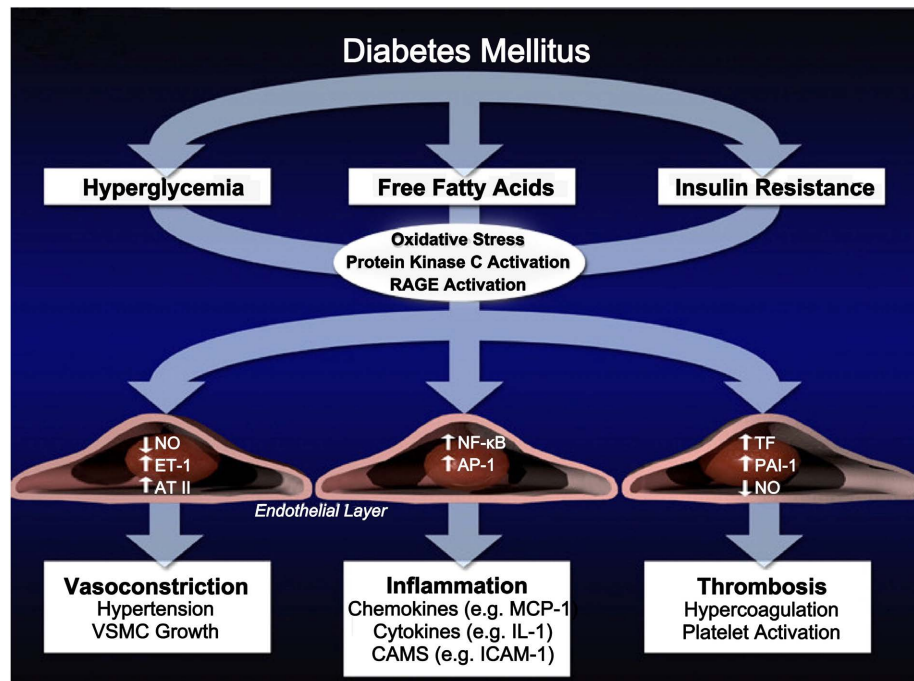 Diabetes Mellitus
Hyperglycemia
Free Fatty Acids
Insulin Resistance
Oxidative Stress
Protein Kinase C Activation
RAGE Activation
↓NO
↑ET-1
↑AT II
↑NF-κB
↑AP-1
↑TF
↑PAI-1
↓NO
Endothelial Layer
Vasoconstriction
Hypertension
VSMC Growth
Inflammation
Chemokines (e.g. MCP-1)
Cytokines (e.g. IL-1)
CAMS (e.g. ICAM-1)
Thrombosis
Hypercoagulation
Platelet Activation